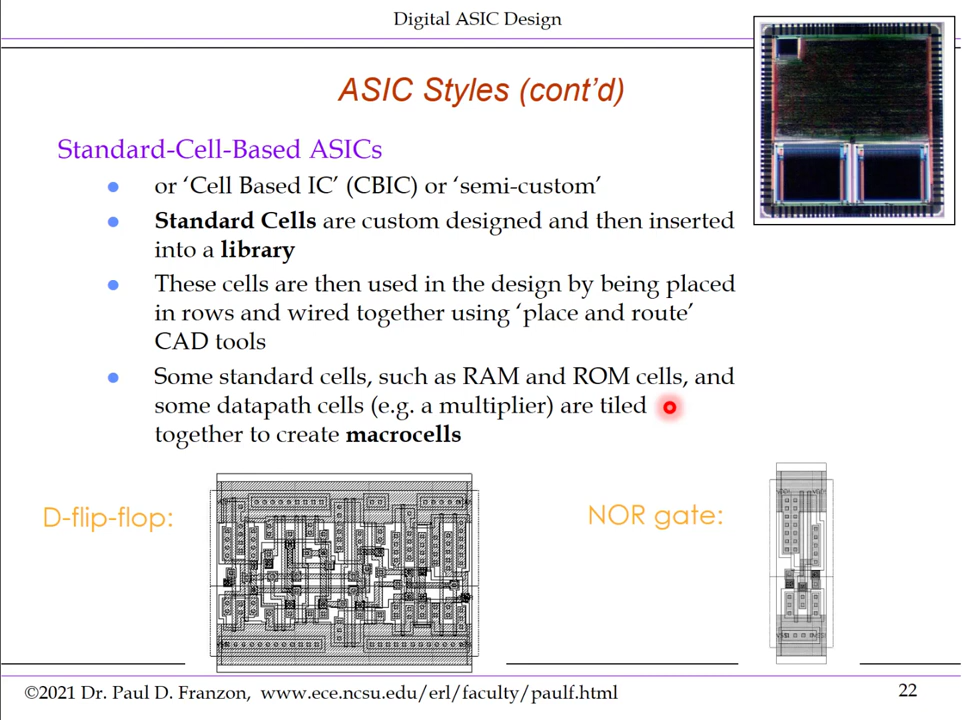 Digital ASIC Design
ASIC Styles (cont’d)
Standard-Cell-Based ASICs
or ‘Cell Based IC’ (CBIC) or ‘semi-custom’
Standard Cells are custom designed and then inserted
into a library
These cells are then used in the design by being placed
in rows and wired together using ‘place and route’
CAD tools
Some standard cells, such as RAM and ROM cells, and
some datapath cells (e.g. a multiplier) are tiled
together to create macrocells
D-flip-flop:
NOR gate:
©2021 Dr. Paul D. Franzon, www.ece.ncsu.edu/erl/faculty/paulf.html
22